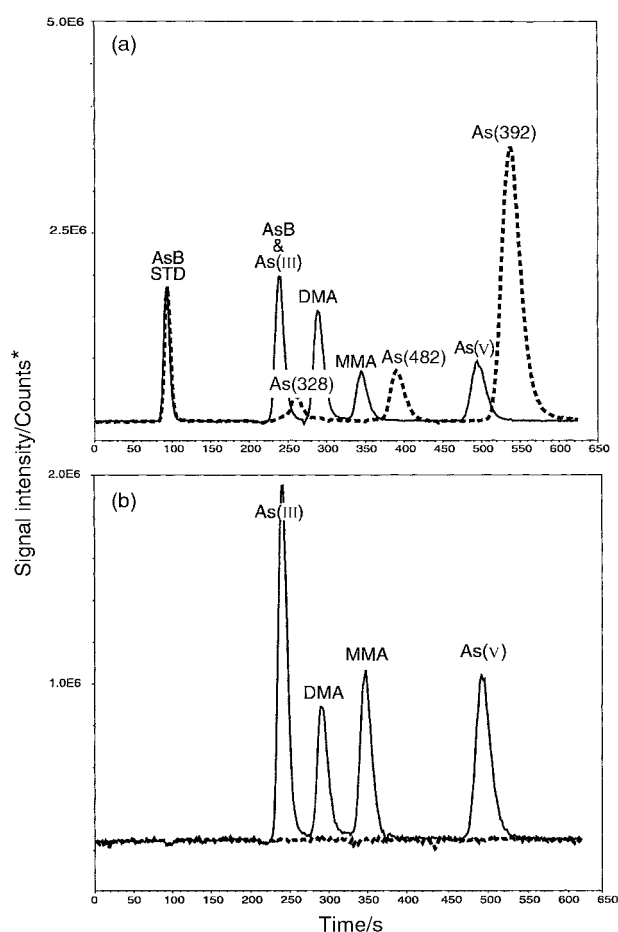 5.0E6
(a)
As(392)
AsB
&
As(III)
2.5E6
AsB
STD
DMA
MMA
As(482)
As(V)
As(328)
0 50 100 150 200 250 300 350 400 450 500 550 600 650
Signal intensity/Counts*
2.0E6
(b)
As(III)
MMA
As(V)
DMA
1.0E6
0 50 100 150 200 250 300 350 400 450 500 550 600 650
Time/s